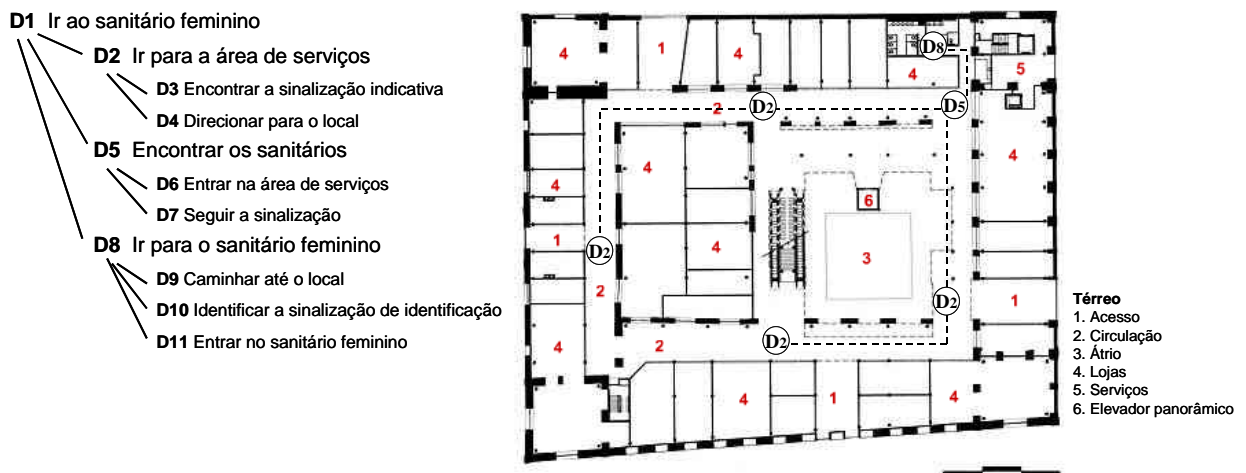 D1 Ir ao sanitário feminino
D2 Ir para a área de serviços
D3 Encontrar a sinalização indicativa
D4 Direcionar para o local
D5 Encontrar os sanitários
D6 Entrar na área de serviços
D7 Seguir a sinalização
D8 Ir para o sanitário feminino
D9 Caminhar até o local
D10 Identificar a sinalização de identificação
D11 Entrar no sanitário feminino
4
1
4
D8
4
5
2
D2
D5
4
4
4
6
1
D2
4
3
2
D2
1
2
D2
4
4
1
4
Térreo
1. Acesso
2. Circulação
3. Átrio
4. Lojas
5. Serviços
6. Elevador panorâmico